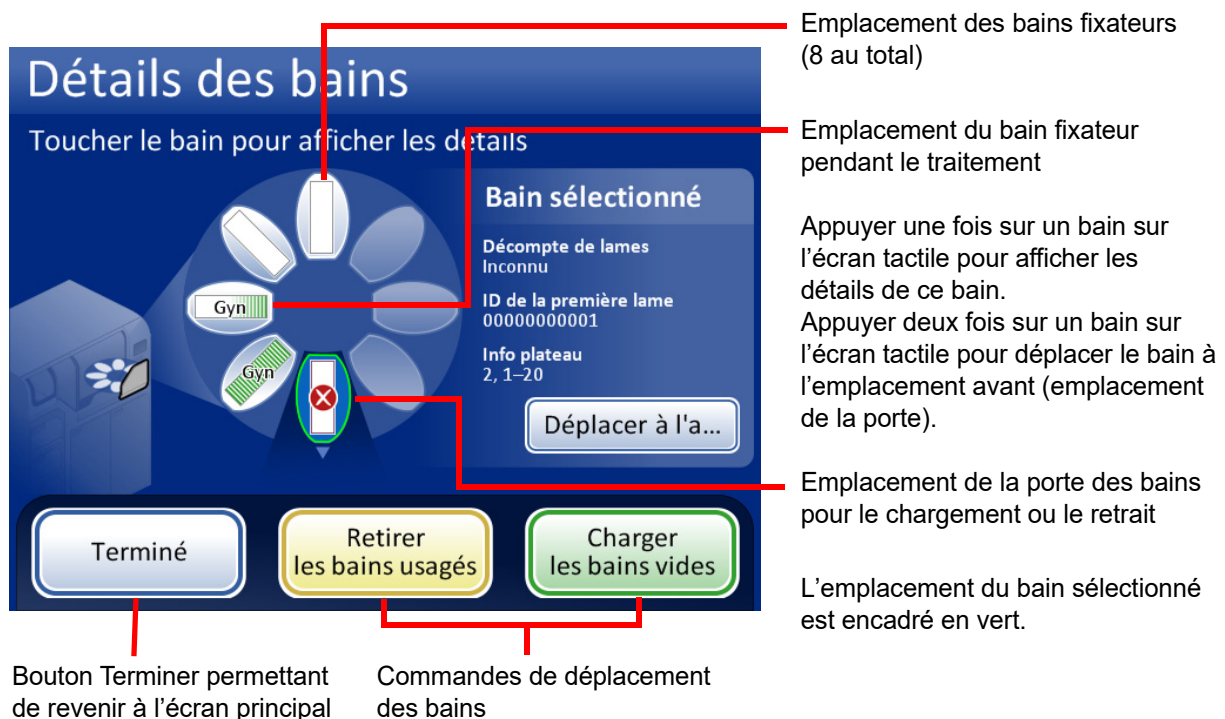 Emplacement des bains fixateurs
(8 au total)
Détails des bains
Toucher le bain pour afficher les détails
Emplacement du bain fixateur
pendant le traitement
Bain sélectionné
Décompte de lames
Inconnu
ID de la première lame
00000000001
Info plateau
2, 1–20
Déplacer à l'a...
Gyn
Gyn
Appuyer une fois sur un bain sur
l’écran tactile pour afficher les
détails de ce bain.
Appuyer deux fois sur un bain sur
l’écran tactile pour déplacer le bain à
l’emplacement avant (emplacement
de la porte).
Emplacement de la porte des bains
pour le chargement ou le retrait
L’emplacement du bain sélectionné
est encadré en vert.
Terminé
Retirer
les bains usagés
Charger
les bains vides
Bouton Terminer permettant
de revenir à l’écran principal
Commandes de déplacement
des bains